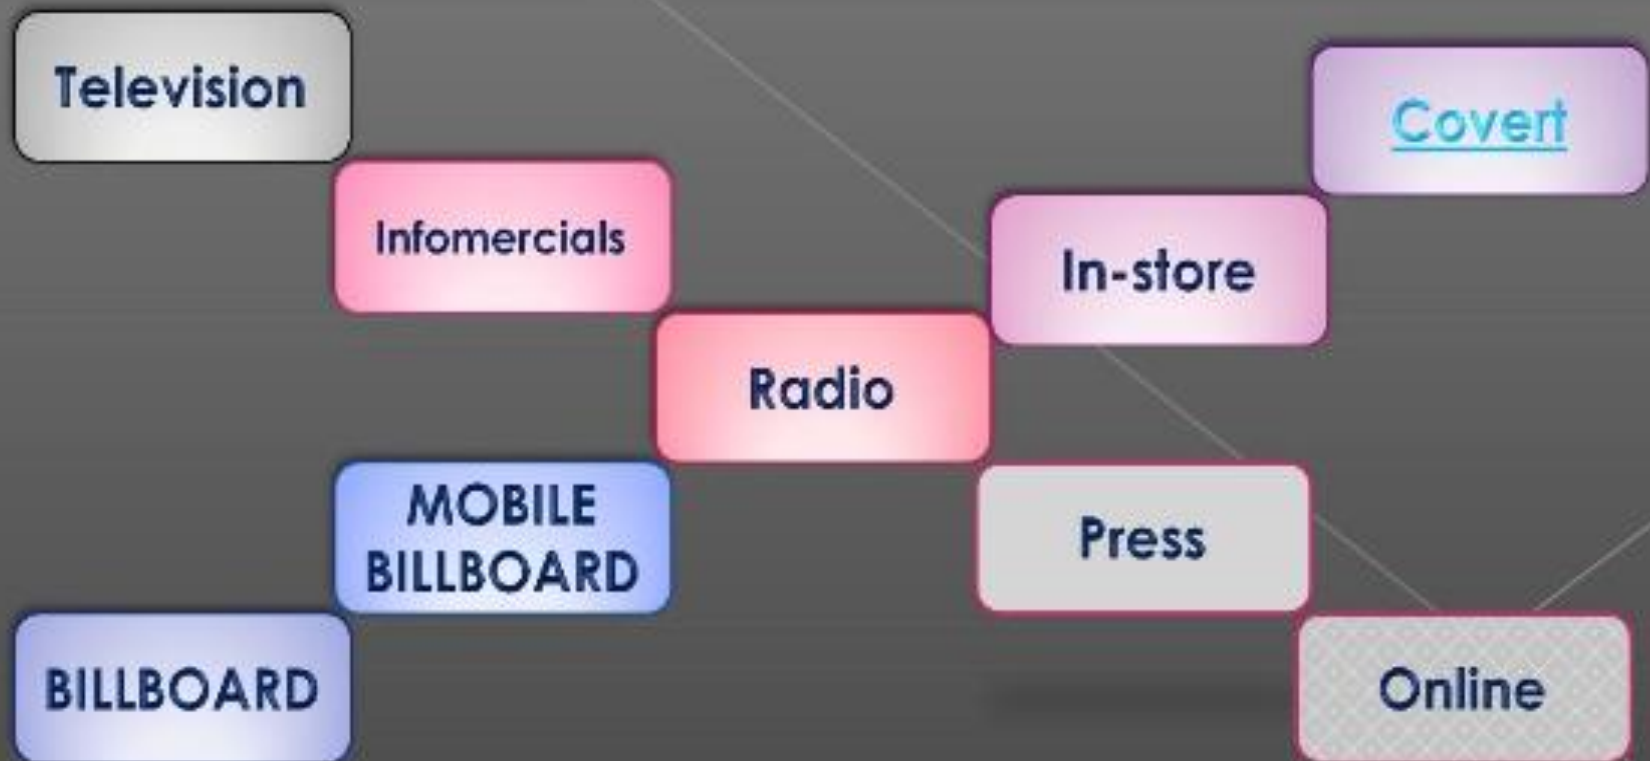 Television
Covert
Infomercials
In-store
Radio
MOBILE
BILLBOARD
Press
BILLBOARD
Online